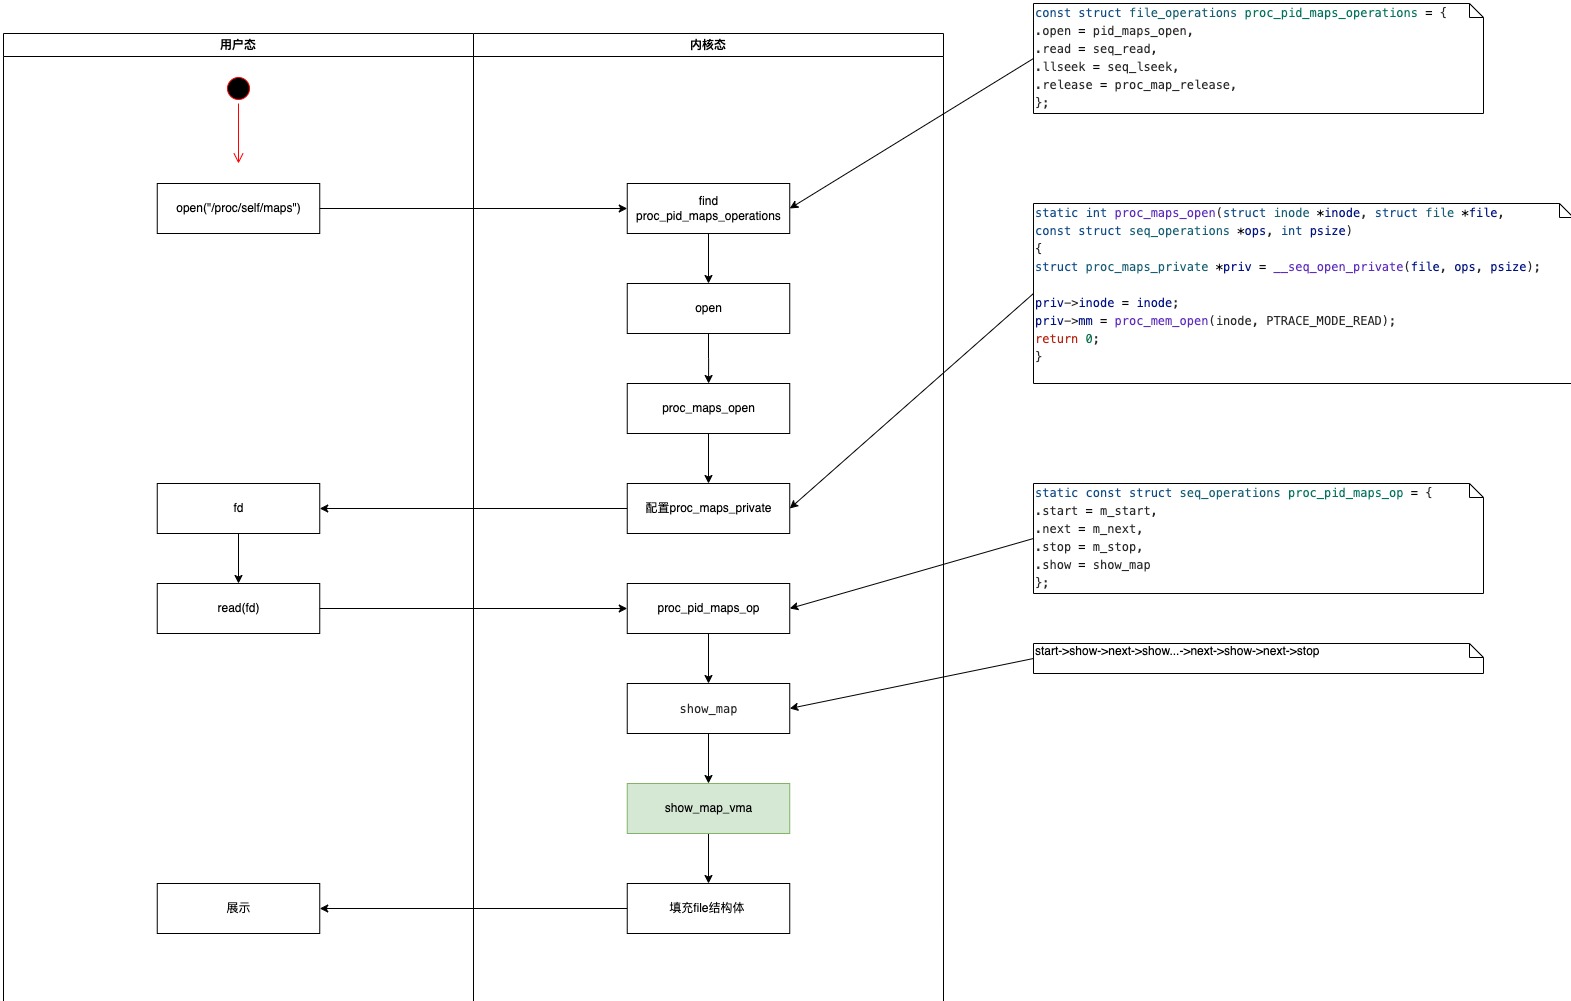 用户态
内核态
open("/proc/self/maps")
find
proc_pid_maps_operations
open
proc_maps_open
配置proc_maps_private
fd
read(fd)
proc_pid_maps_op
show_map
show_map_vma
填充file结构体
展示
const struct file_operations proc_pid_maps_operations = {
.open = pid_maps_open,
.read = seq_read,
.llseek = seq_lseek,
.release = proc_map_release,
};
static int proc_maps_open(struct inode *inode, struct file *file,
const struct seq_operations *ops, int psize)
{
struct proc_maps_private *priv = __seq_open_private(file, ops, psize);
priv->inode = inode;
priv->mm = proc_mem_open(inode, PTRACE_MODE_READ);
return 0;
}
static const struct seq_operations proc_pid_maps_op = {
.start = m_start,
.next = m_next,
.stop = m_stop,
.show = show_map
};
start->show->next->show...->next->show->next->stop